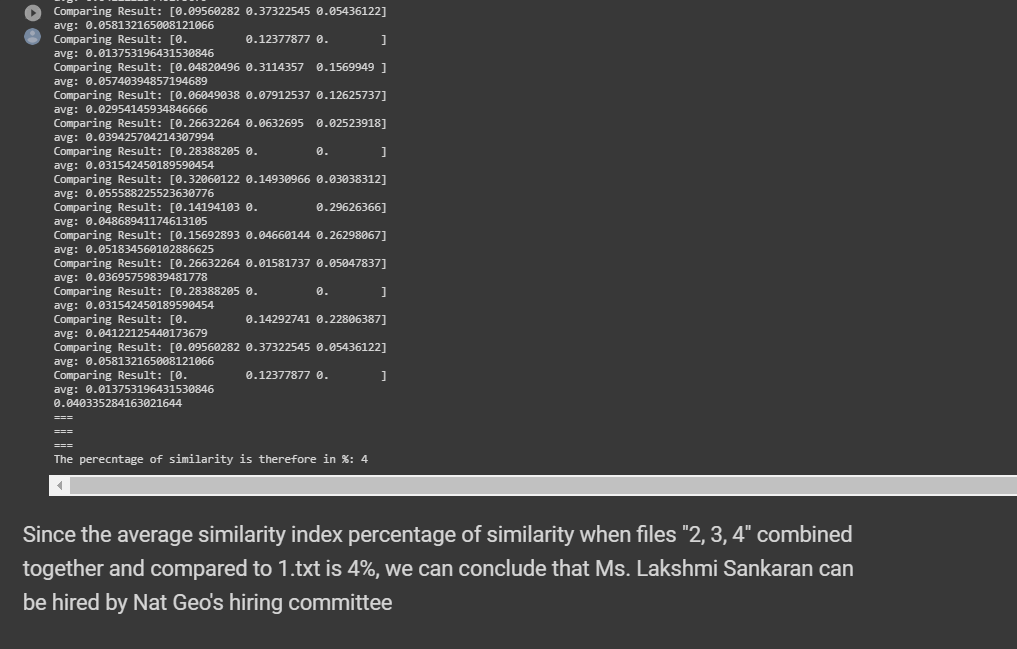 Comparing Result: [0.09560282 0.37322545 0.05436122]
avg: 0.058132165008121066
Comparing Result: [0.         0.12377877 0.        ]
avg: 0.013753196431530846
Comparing Result: [0.04820496 0.3114357  0.1569949 ]
avg: 0.05740394857194689
Comparing Result: [0.06049038 0.07912537 0.12625737]
avg: 0.02954145934846666
Comparing Result: [0.26632264 0.0632695  0.02523918]
avg: 0.039425704214307994
Comparing Result: [0.28388205 0.         0.        ]
avg: 0.031542450189590454
Comparing Result: [0.32060122 0.14930966 0.03038312]
avg: 0.055588225523630776
Comparing Result: [0.14194103 0.         0.29626366]
avg: 0.04868941174613105
Comparing Result: [0.15692893 0.04660144 0.26298067]
avg: 0.051834560102886625
Comparing Result: [0.26632264 0.01581737 0.05047837]
avg: 0.03695759839481778
Comparing Result: [0.28388205 0.         0.        ]
avg: 0.031542450189590454
Comparing Result: [0.         0.14292741 0.22806387]
avg: 0.04122125440173679
Comparing Result: [0.09560282 0.37322545 0.05436122]
avg: 0.058132165008121066
Comparing Result: [0.         0.12377877 0.        ]
avg: 0.013753196431530846
0.040335284163021644
===
===
===
The perecntage of similarity is therefore in %: 4
Since the average similarity index percentage of similarity when files "2, 3, 4" combined
together and compared to 1.txt is 4%, we can conclude that Ms. Lakshmi Sankaran can
be hired by Nat Geo's hiring committee